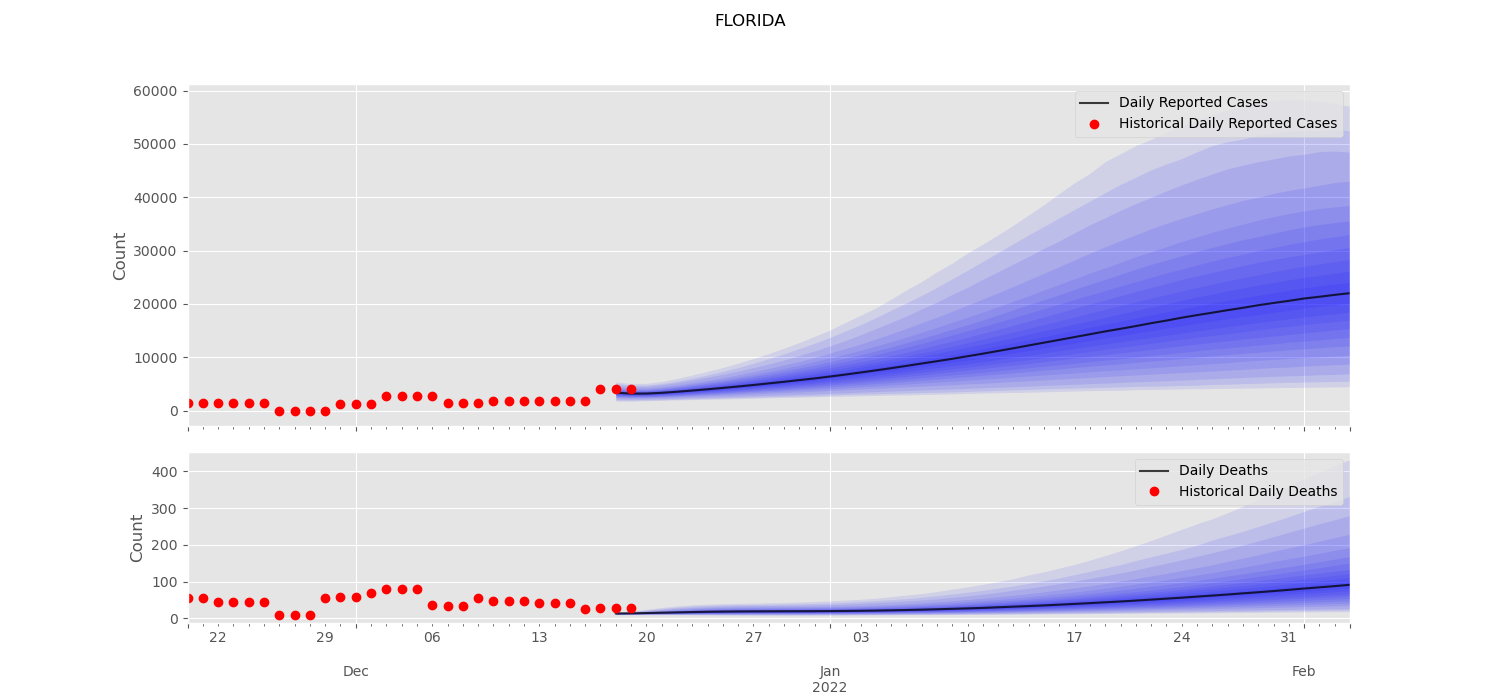 FLORIDA
60000
50000
40000
30000
20000
10000
0
Count
Daily Reported Cases
Historical Daily Reported Cases
400
300
200
100
0
Count
Daily Deaths
Historical Daily Deaths
22 29 06 13 20 27 03 10 17 24 31
Dec Jan Feb
2022